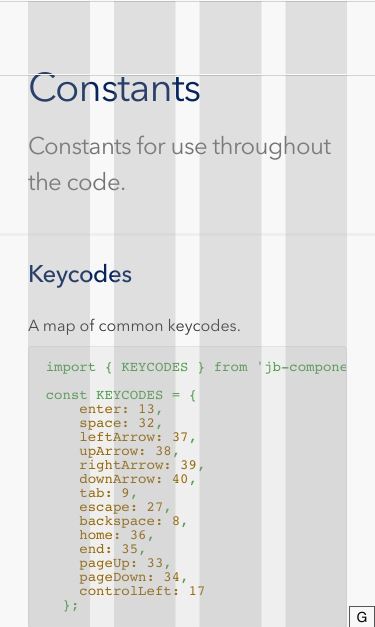 Constants
Constants for use throughout
the code.
Keycodes
A map of common keycodes.
import { KEYCODES } from 'jb-compone
const KEYCODES = {
enter: 13,
space: 32,
leftArrow: 37,
upArrow: 38,
rightArrow: 39,
downArrow: 40,
tab: 9,
escape: 27,
backspace: 8,
home: 36,
end: 35,
pageUp: 33,
pageDown: 34,
controlLeft: 17
};
G